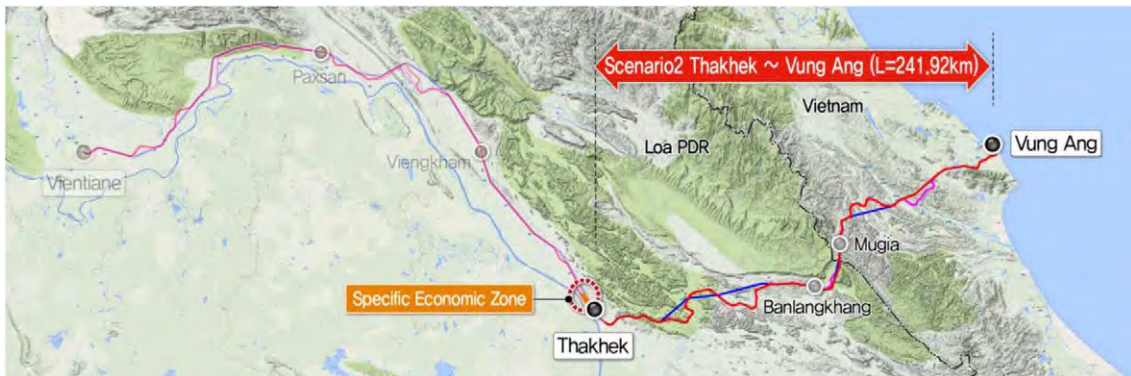 Scenario2 Thakhek ~ Vung Ang (L=241,92km)
Paxsan
Vietnam
Vung Ang
Loa PDR
Viengkham
Vientiane
Mugia
Banlangkhang
Specific Economic Zone
Thakhek